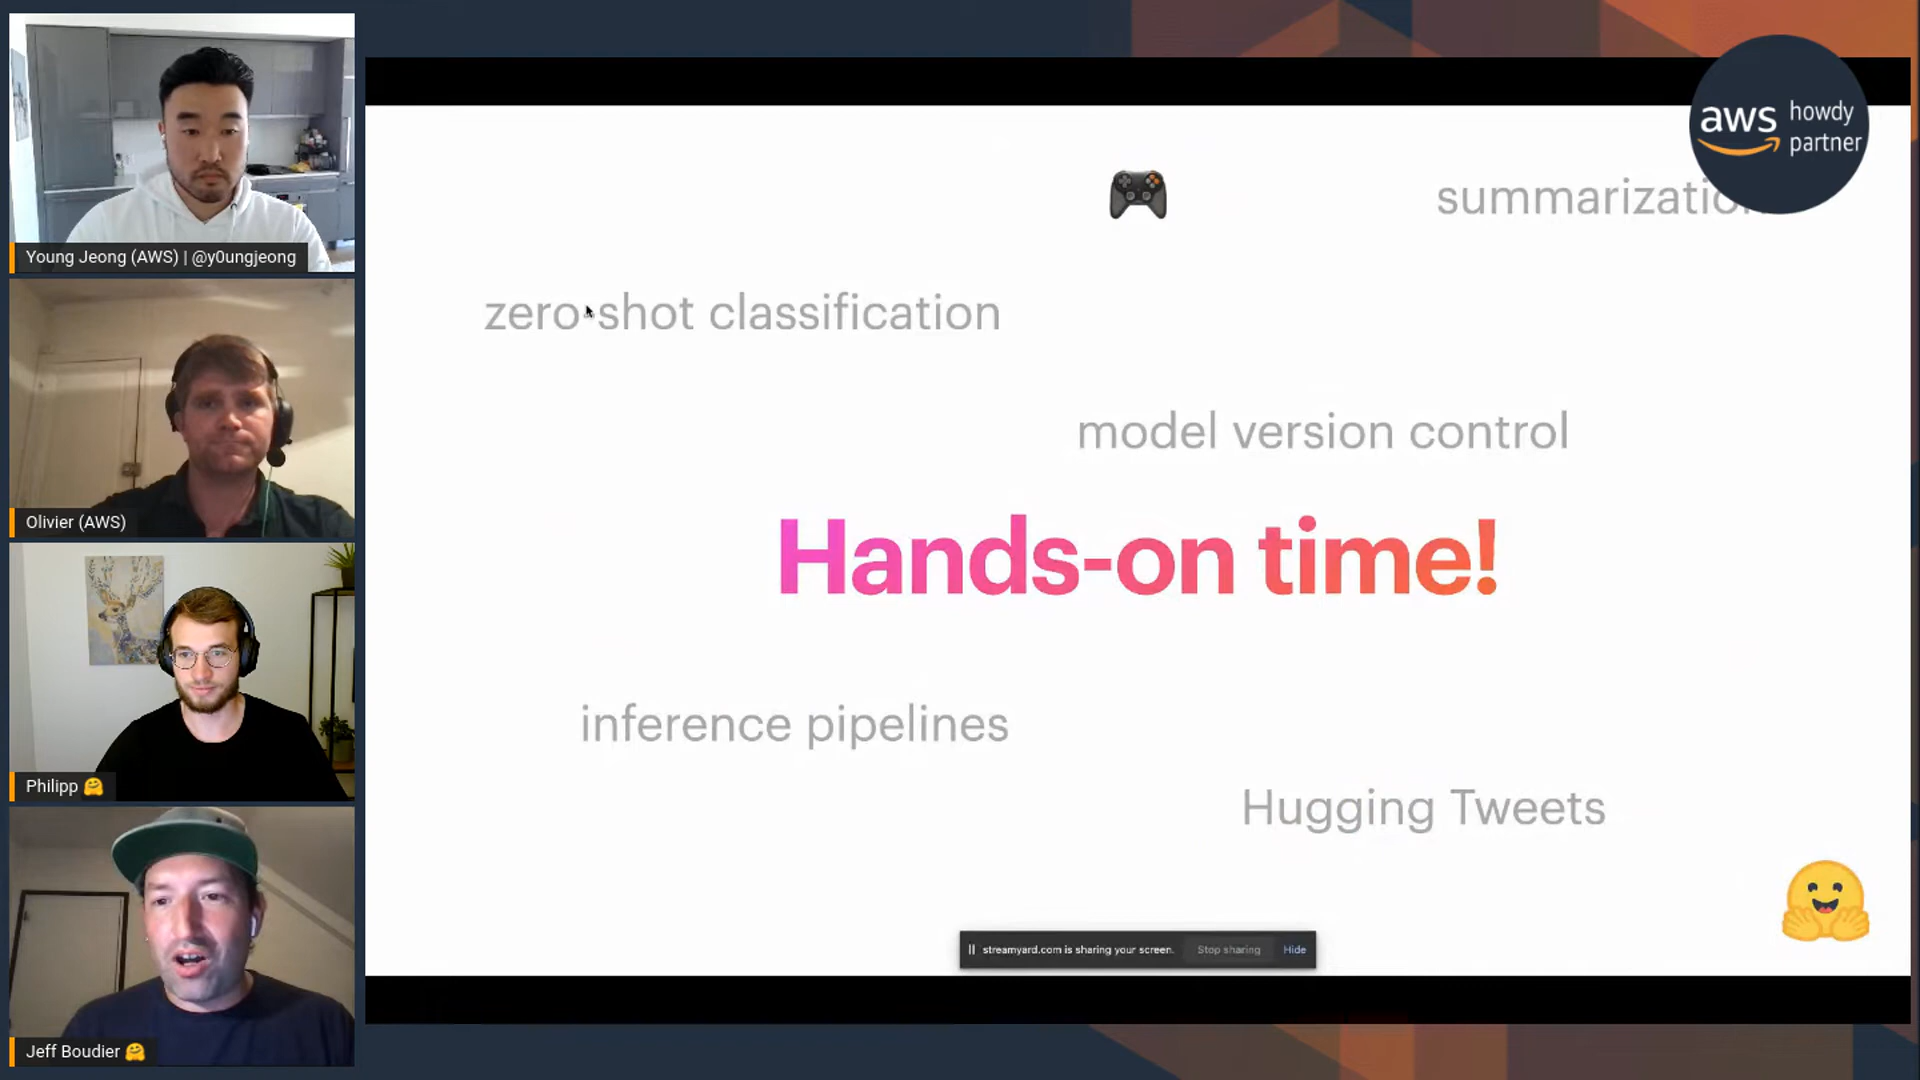 Young Jeong (AWS) | @y0ungjeong
Olivier (AWS)
Philipp 🤗
Jeff Boudier 🤗
aws howdy partner
summarization
zero-shot classification
model version control
Hands-on time!
inference pipelines
Hugging Tweets
streamyard.com is sharing your screen. Stop sharing Hide